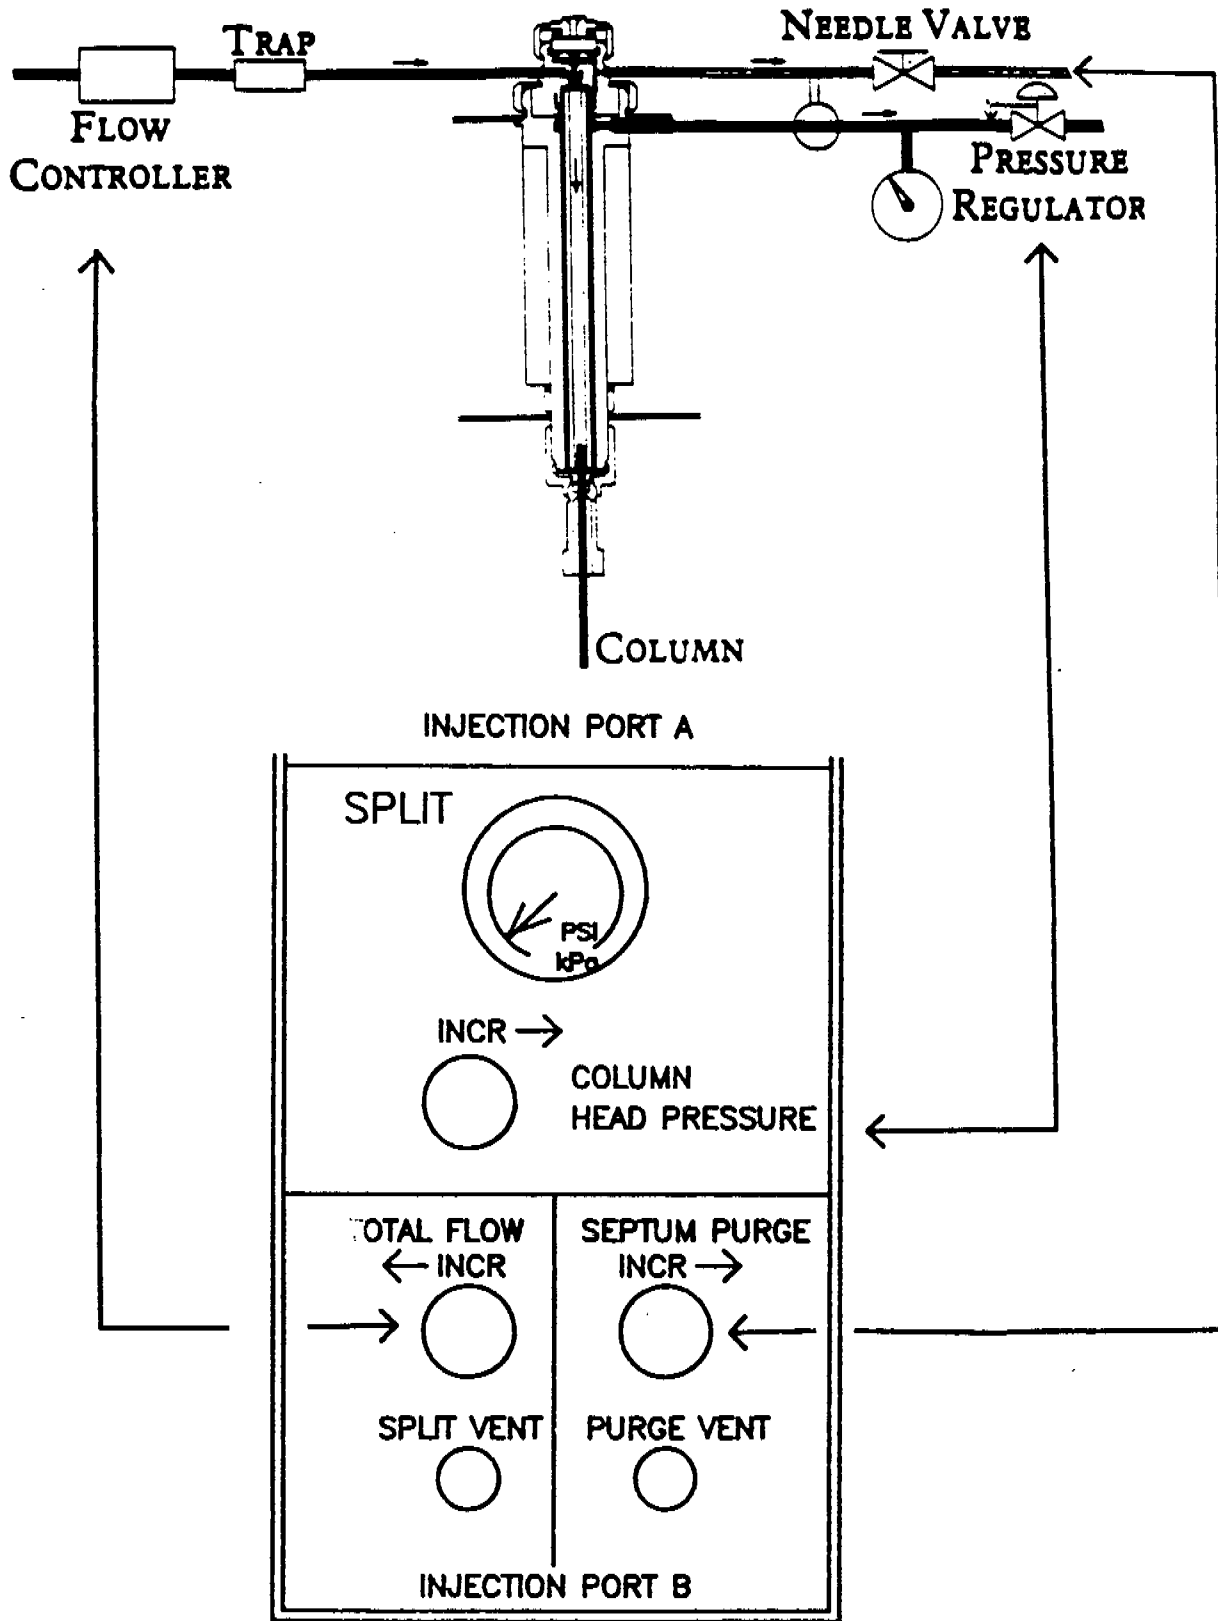 TRAP
NEEDLE VALVE
FLOW
CONTROLLER
PRESSURE
REGULATOR
COLUMN
INJECTION PORT A
SPLIT
PSI
kPa
INCR
COLUMN
HEAD PRESSURE
OTAL FLOW
INCR
SEPTUM PURGE
INCR
SPLIT VENT
PURGE VENT
INJECTION PORT B